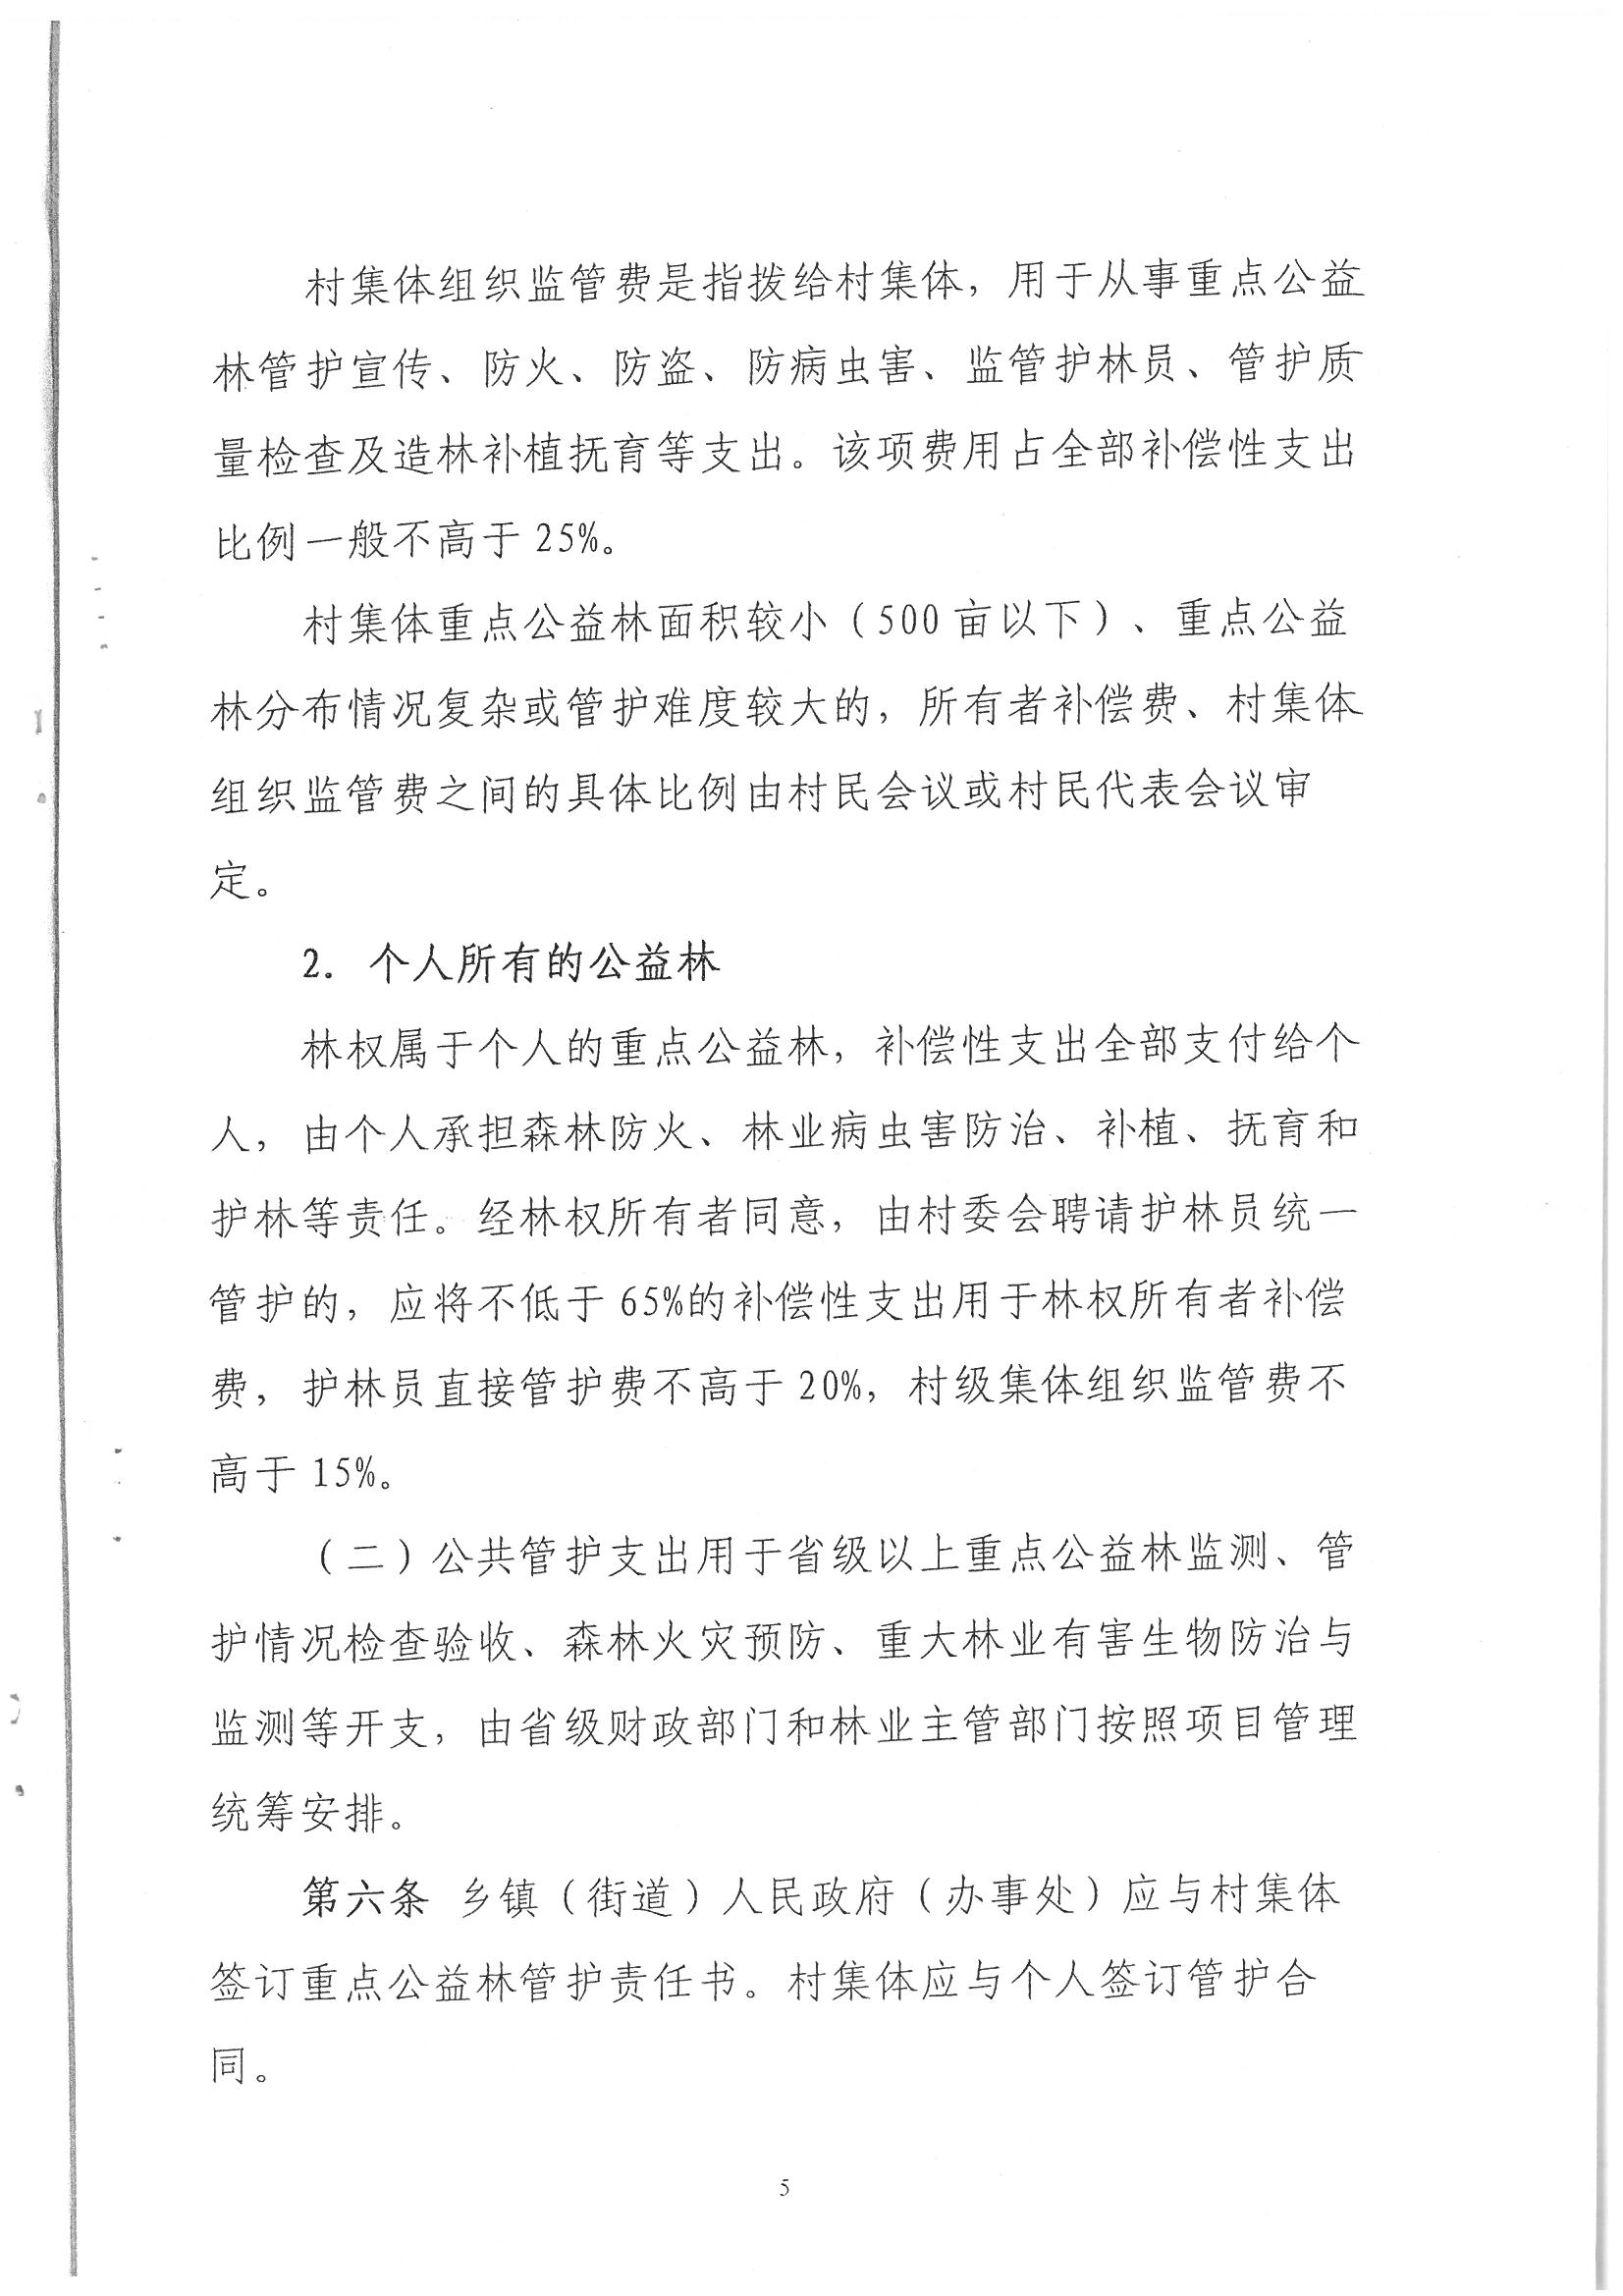 村集体组织监管费是指拨给村集体，用于从事重点公益
林管护宣传、防火、防盗、防病虫害、监管护林员、管护质
量检查及造林补植抚育等支出。该项费用占全部补偿性支出
比例一般不高于 25%。
村集体重点公益林面积较小（500 亩以下）、重点公益
林分布情况复杂或管护难度较大的，所有者补偿费、村集体
组织监管费之间的具体比例由村民会议或村民代表会议审
定。
2. 个人所有的公益林
林权属于个人的重点公益林，补偿性支出全部支付给个
人，由个人承担森林防火、林业病虫害防治、补植、抚育和
护林等责任。经林权所有者同意，由村委会聘请护林员统一
管护的，应将不低于 65%的补偿性支出用于林权所有者补偿
费，护林员直接管护费不高于 20%，村级集体组织监管费不
高于 15%。
（二）公共管护支出用于省级以上重点公益林监测、管
护情况检查验收、森林火灾预防、重大林业有害生物防治与
监测等开支，由省级财政部门和林业主管部门按照项目管理
统筹安排。
第六条 乡镇（街道）人民政府（办事处）应与村集体
签订重点公益林管护责任书。村集体应与个人签订管护合
同。
5